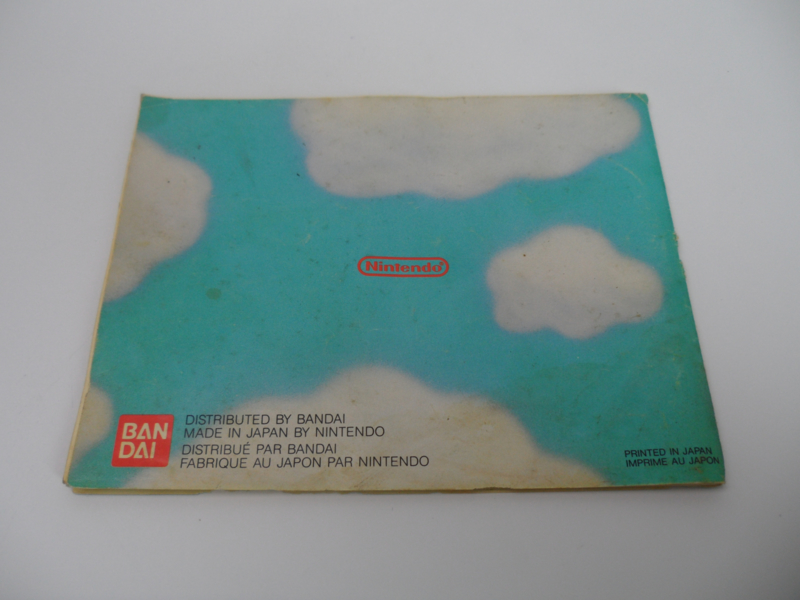 Nintendo®
BAN
DAI
DISTRIBUTED BY BANDAI
MADE IN JAPAN BY NINTENDO
DISTRIBUÉ PAR BANDAI
FABRIQUE AU JAPON PAR NINTENDO
PRINTED IN JAPAN
IMPRIME AU JAPON